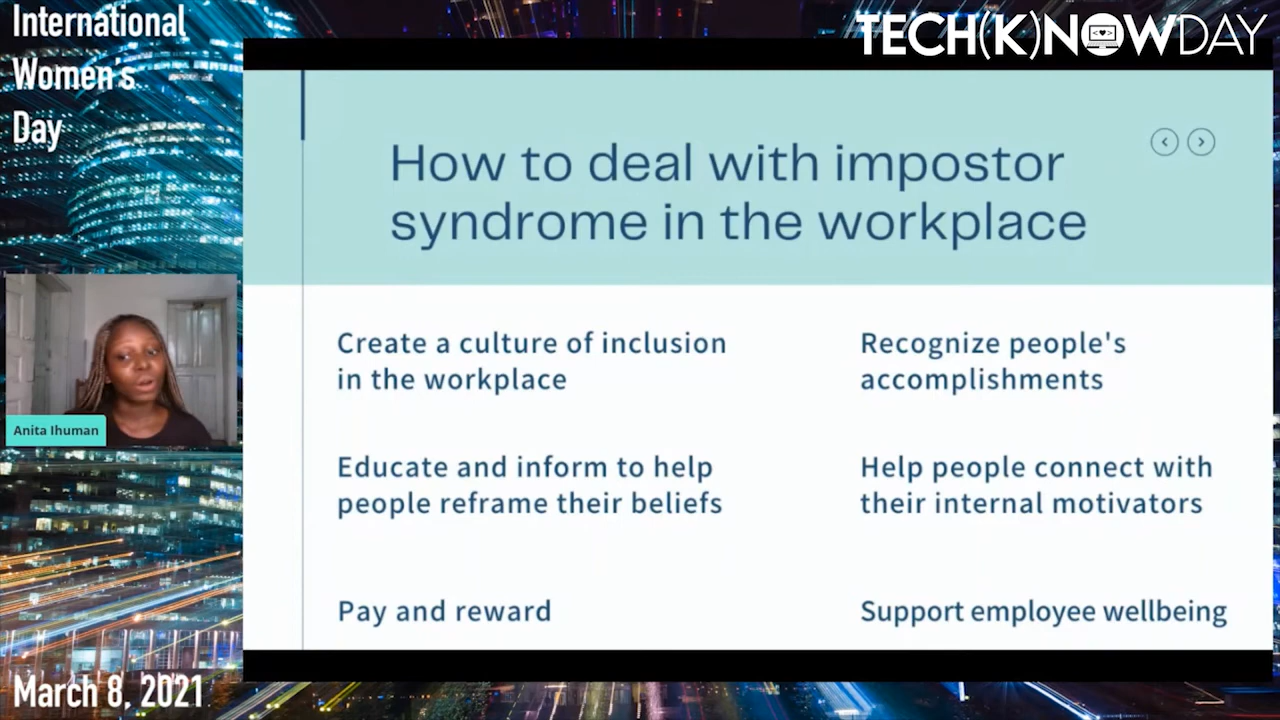 International
Women's
Day
TECH(K)NOWDAY
How to deal with impostor
syndrome in the workplace
Create a culture of inclusion
in the workplace
Recognize people's
accomplishments
Educate and inform to help
people reframe their beliefs
Help people connect with
their internal motivators
Pay and reward
Support employee wellbeing
Anita Ihuman
March 8, 2021